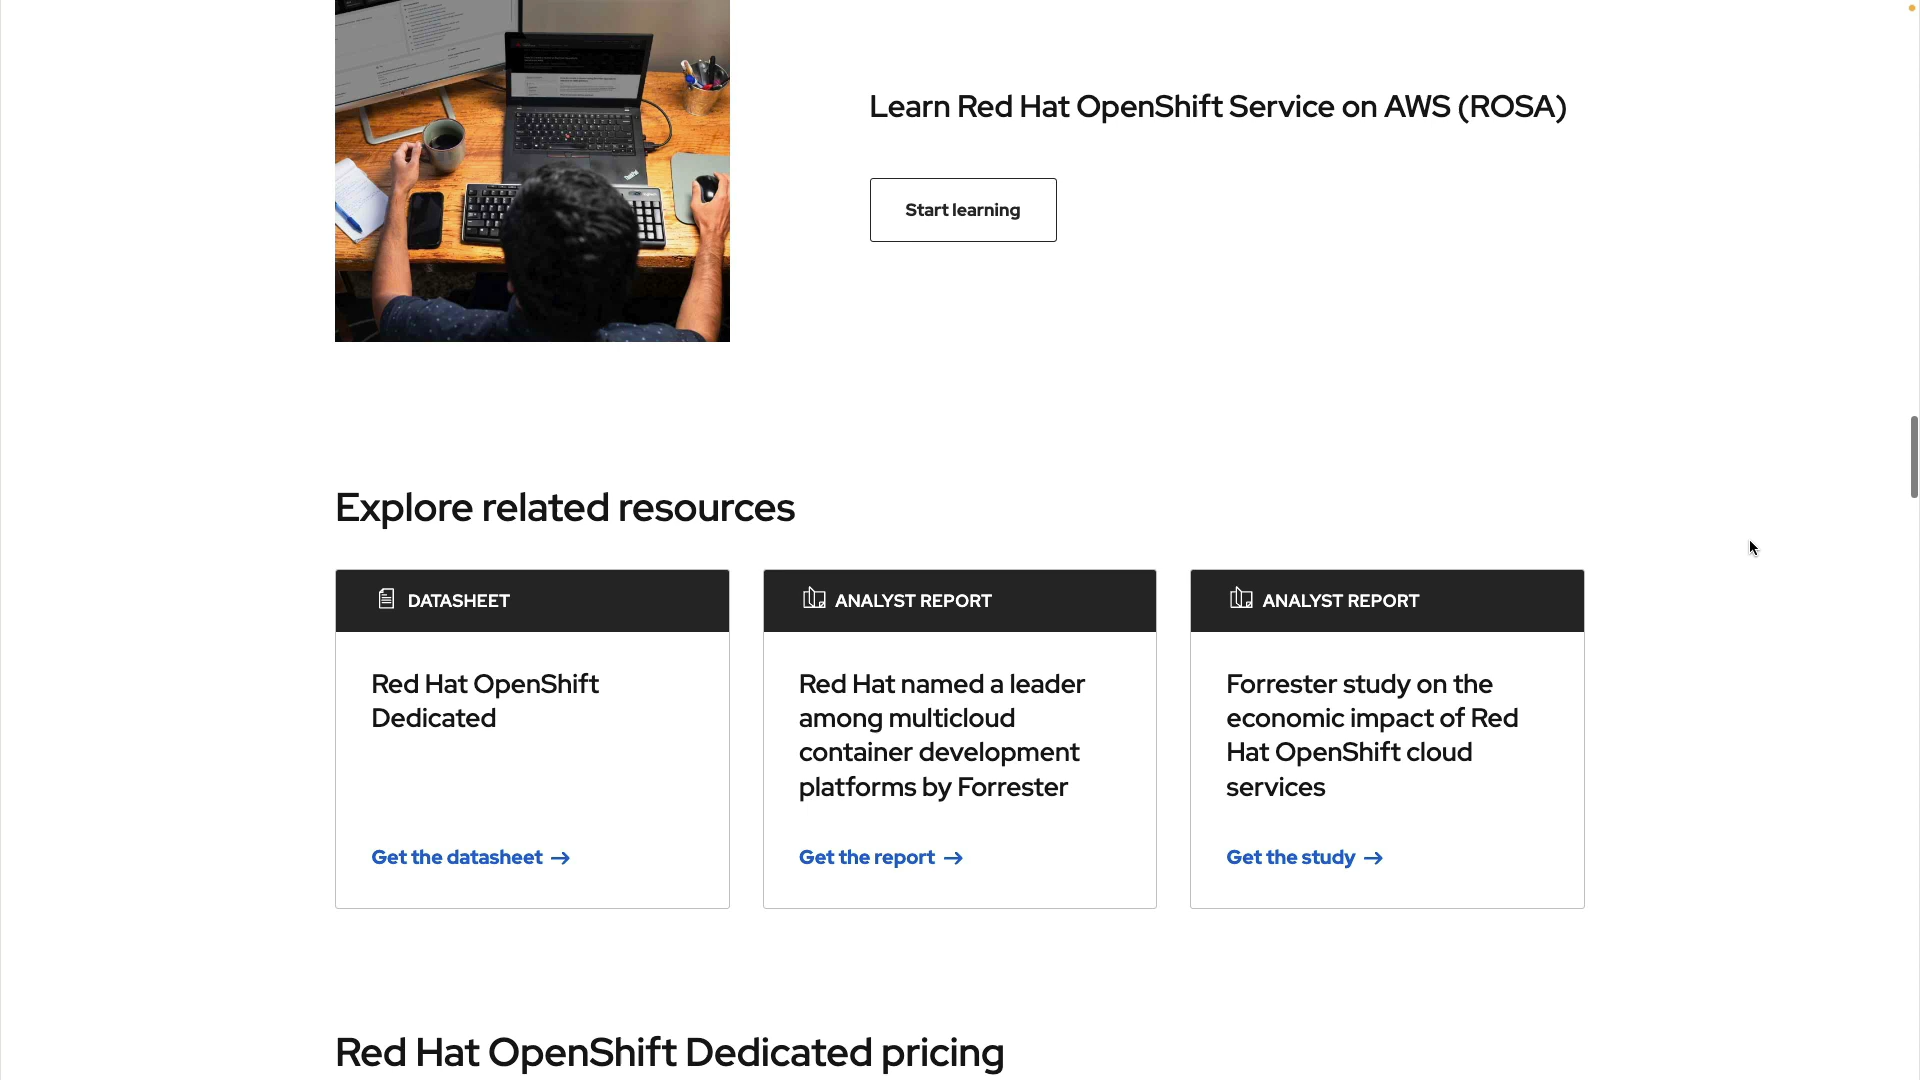 Learn Red Hat OpenShift Service on AWS (ROSA)
Start learning
Explore related resources
DATASHEET
Red Hat OpenShift
Dedicated
Get the datasheet →
ANALYST REPORT
Red Hat named a leader
among multicloud
container development
platforms by Forrester
Get the report →
ANALYST REPORT
Forrester study on the
economic impact of Red
Hat OpenShift cloud
services
Get the study →
Red Hat OpenShift Dedicated pricing